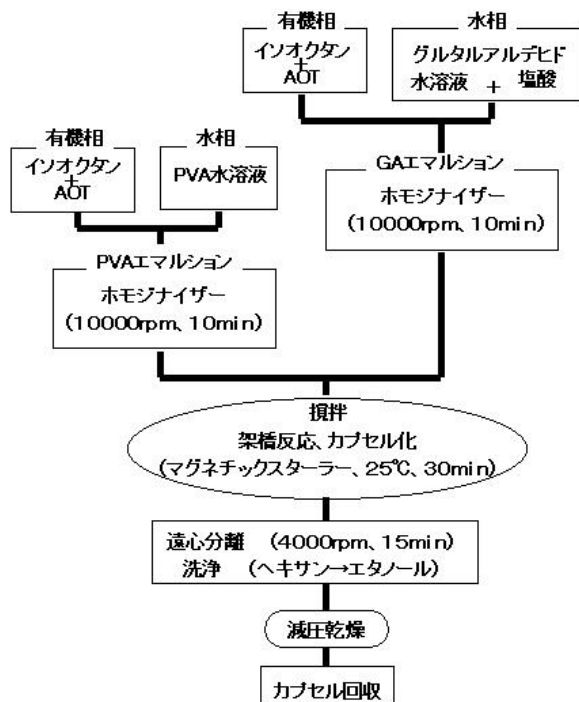 有機相
イソオクタン
+
AOT
水相
グルタルアルデヒド
水溶液 + 塩酸
有機相
イソオクタン
+
AOT
水相
PVA水溶液
GAエマルション
ホモジナイザー
(10000rpm、10min)
PVAエマルション
ホモジナイザー
(10000rpm、10min)
攪拌
架橋反応、カプセル化
(マグネチックスターラー、25℃、30min)
遠心分離 (4000rpm、15min)
洗浄 (ヘキサン→エタノール)
減圧乾燥
カプセル回収